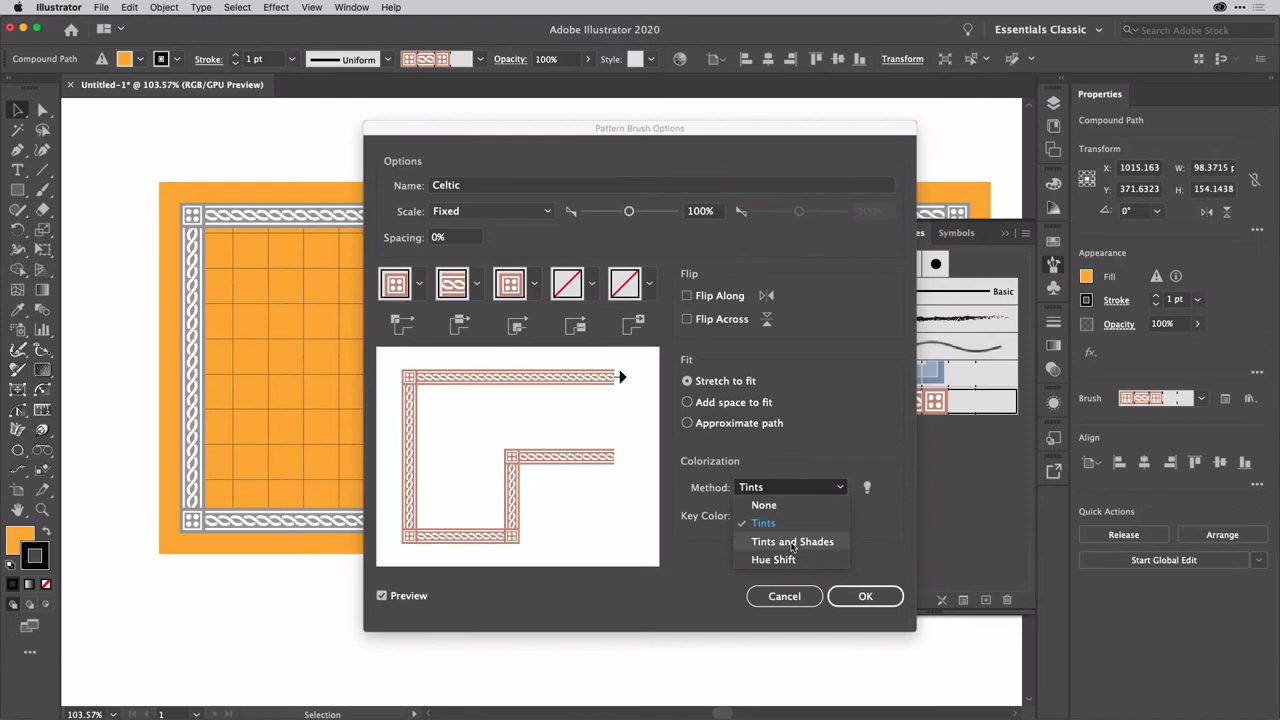 Illustrator File Edit Object Type Select Effect View Window Help
Adobe Illustrator 2020
Essentials Classic
Search Adobe Stock
Compound Path Stroke: 1 pt Uniform Opacity: 100% Style: Transform
× Untitled-1* @ 103.57% (RGB/GPU Preview)
Properties
Compound Path
Transform
X: 1015.163 W: 98.3715 p
Y: 371.6323 H: 154.1438
0°
Appearance
Fill
Stroke 1 pt
Opacity 100%
Brush
Align
Quick Actions
Release Arrange
Start Global Edit
Symbols
Basic
Pattern Brush Options
Options
Name: Celtic
Scale: Fixed 100%
Spacing: 0%
Flip
Flip Along
Flip Across
Fit
Stretch to fit
Add space to fit
Approximate path
Colorization
Method: Tints
Key Color:
None
Tints
Tints and Shades
Hue Shift
Preview
Cancel OK
103.57% 1 Selection